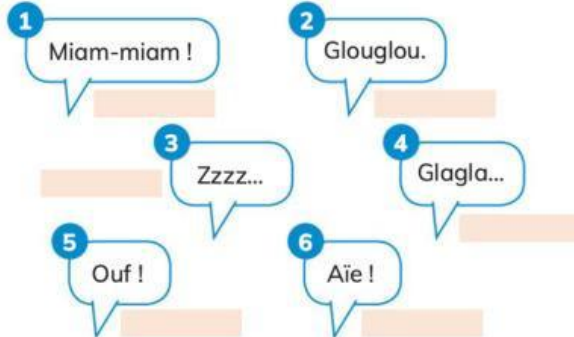 1
Miam-miam !
2
Glouglou.
3
Zzzz...
4
Glagla...
5
Ouf !
6
Aïe !